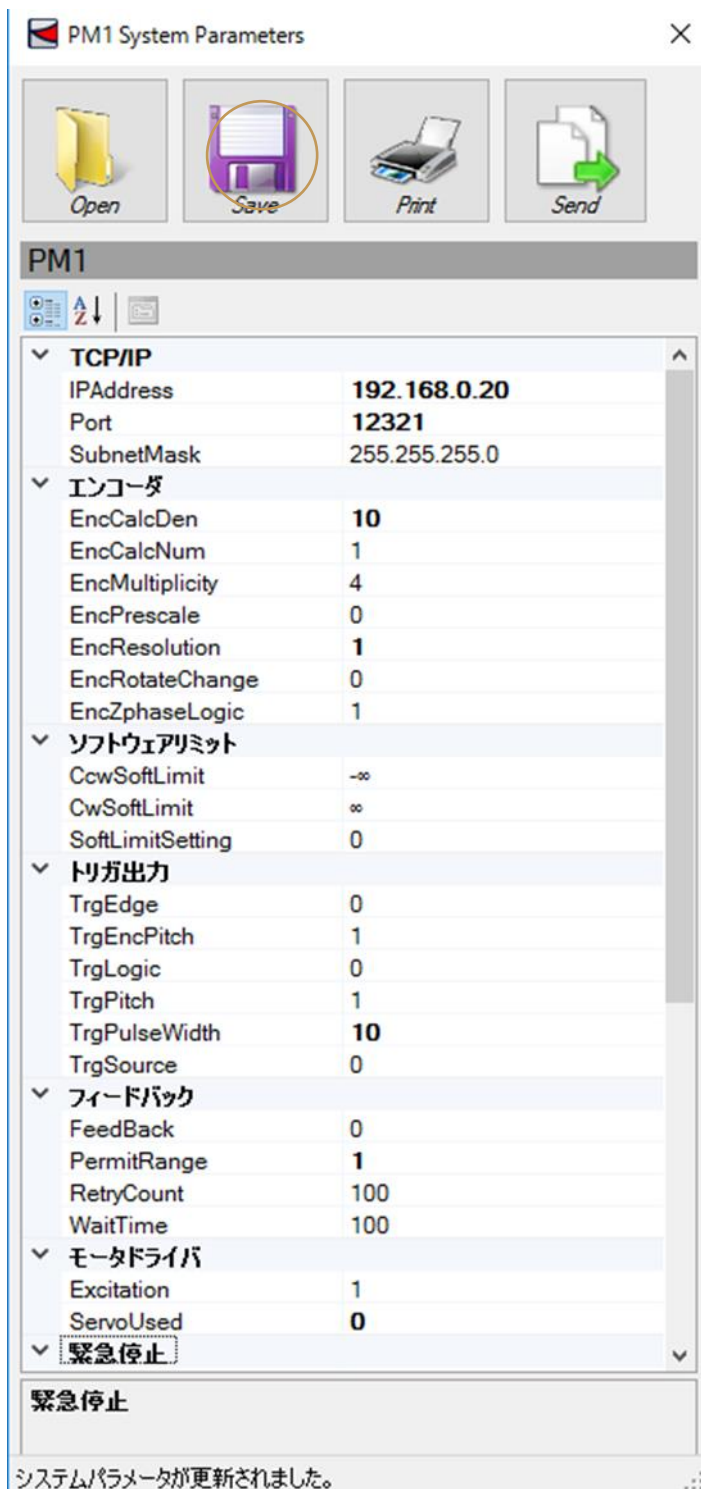 PM1 System Parameters
Open Save Print Send
PM1
TCP/IP
IPAddress 192.168.0.20
Port 12321
SubnetMask 255.255.255.0
エンコーダ
EncCalcDen 10
EncCalcNum 1
EncMultiplicity 4
EncPrescale 0
EncResolution 1
EncRotateChange 0
EncZphaseLogic 1
ソフトウェアリミット
CcwSoftLimit -∞
CwSoftLimit ∞
SoftLimitSetting 0
トリガ出力
TrgEdge 0
TrgEncPitch 1
TrgLogic 0
TrgPitch 1
TrgPulseWidth 10
TrgSource 0
フィードバック
FeedBack 0
PermitRange 1
RetryCount 100
WaitTime 100
モータドライバ
Excitation 1
ServoUsed 0
緊急停止
緊急停止
システムパラメータが更新されました。